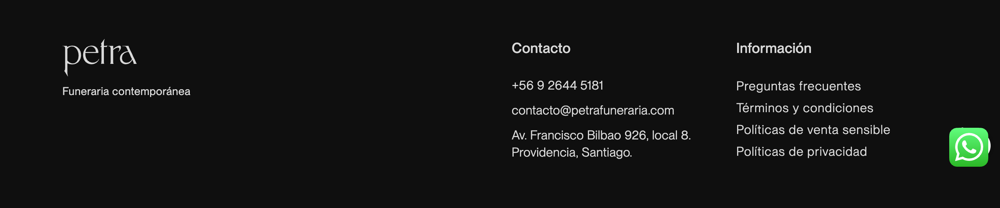 petra
Funeraria contemporánea
Contacto
+56 9 2644 5181
contacto@petrafuneraria.com
Av. Francisco Bilbao 926, local 8.
Providencia, Santiago.
Información
Preguntas frecuentes
Términos y condiciones
Políticas de venta sensible
Políticas de privacidad